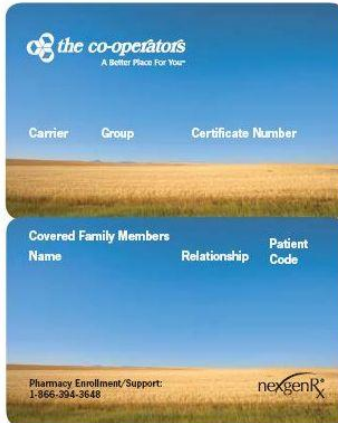 the co-operators
A Better Place For You™
Carrier Group Certificate Number
Covered Family Members
Name Relationship Patient Code
Pharmacy Enrollment/Support:
1-866-394-3648
nexgenRx®